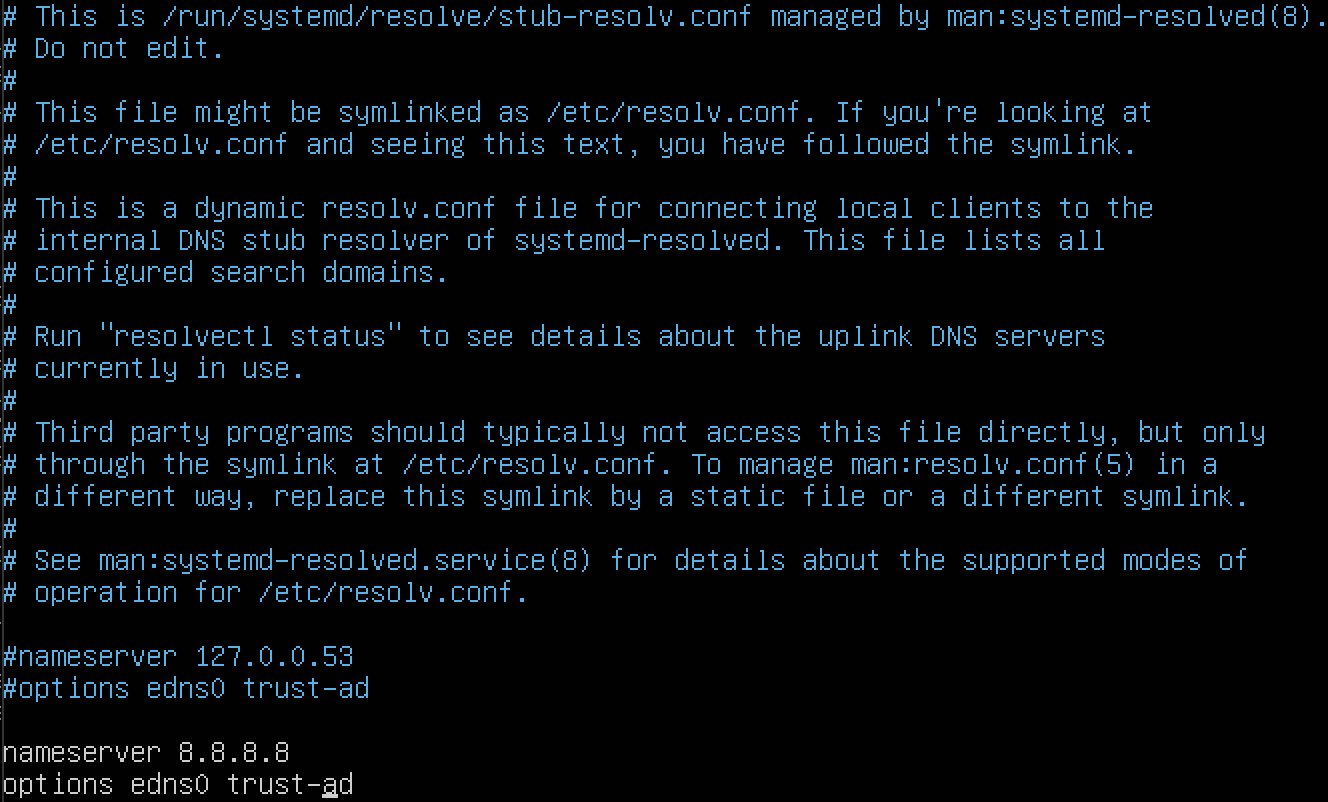 # This is /run/systemd/resolve/stub-resolv.conf managed by man:systemd-resolved(8).
# Do not edit.
#
# This file might be symlinked as /etc/resolv.conf. If you're looking at
# /etc/resolv.conf and seeing this text, you have followed the symlink.
#
# This is a dynamic resolv.conf file for connecting local clients to the
# internal DNS stub resolver of systemd-resolved. This file lists all
# configured search domains.
#
# Run "resolvectl status" to see details about the uplink DNS servers
# currently in use.
#
# Third party programs should typically not access this file directly, but only
# through the symlink at /etc/resolv.conf. To manage man:resolv.conf(5) in a
# different way, replace this symlink by a static file or a different symlink.
#
# See man:systemd-resolved.service(8) for details about the supported modes of
# operation for /etc/resolv.conf.

#nameserver 127.0.0.53
#options edns0 trust-ad

nameserver 8.8.8.8
options edns0 trust-ad